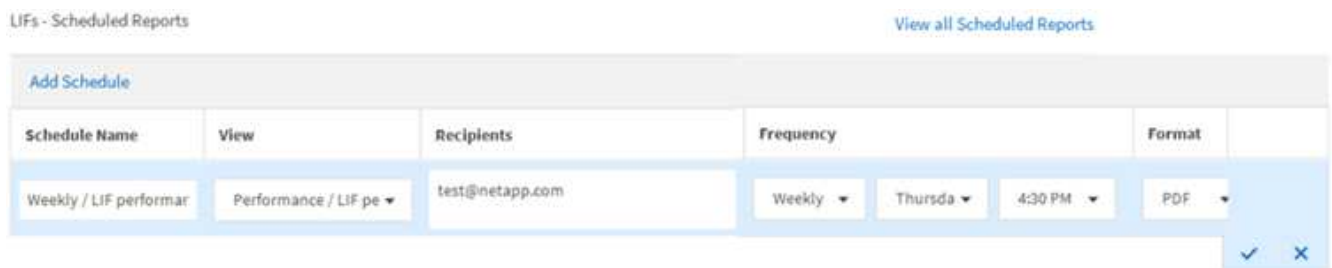 LIFs - Scheduled Reports View all Scheduled Reports
Add Schedule
Schedule Name View Recipients Frequency Format
Weekly / LIF performar Performance / LIF pe test@netapp.com Weekly Thursda 4:30 PM PDF